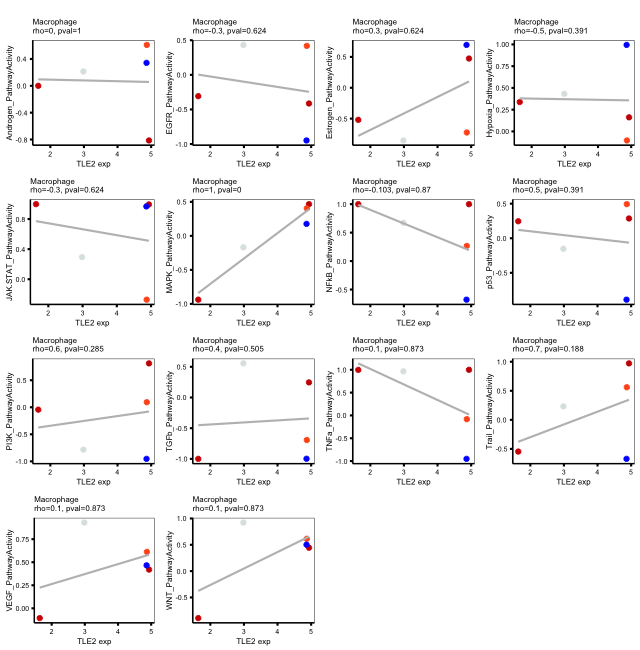 Macrophage
rho=0, pval=1
Androgen_PathwayActivity
0.4
0.0
-0.4
-0.8
2 3 4 5
TLE2 exp
Macrophage
rho=-0.3, pval=0.624
EGFR_PathwayActivity
0.5
0.0
-0.5
-1.0
2 3 4 5
TLE2 exp
Macrophage
rho=0.3, pval=0.624
Estrogen_PathwayActivity
0.5
0.0
-0.5
2 3 4 5
TLE2 exp
Macrophage
rho=-0.5, pval=0.391
Hypoxia_PathwayActivity
1.00
0.75
0.50
0.25
0.00
2 3 4 5
TLE2 exp
Macrophage
rho=-0.3, pval=0.624
JAK.STAT_PathwayActivity
0.8
0.4
0.0
2 3 4 5
TLE2 exp
Macrophage
rho=1, pval=0
MAPK_PathwayActivity
0.5
0.0
-0.5
-1.0
2 3 4 5
TLE2 exp
Macrophage
rho=-0.103, pval=0.87
NFkB_PathwayActivity
1.0
0.5
0.0
-0.5
2 3 4 5
TLE2 exp
Macrophage
rho=0.5, pval=0.391
p53_PathwayActivity
0.5
0.0
-0.5
2 3 4 5
TLE2 exp
Macrophage
rho=0.6, pval=0.285
PI3K_PathwayActivity
0.5
0.0
-0.5
-1.0
2 3 4 5
TLE2 exp
Macrophage
rho=0.4, pval=0.505
TGFb_PathwayActivity
0.5
0.0
-0.5
-1.0
2 3 4 5
TLE2 exp
Macrophage
rho=0.1, pval=0.873
TNFa_PathwayActivity
1.0
0.5
0.0
-0.5
-1.0
2 3 4 5
TLE2 exp
Macrophage
rho=0.7, pval=0.188
Trail_PathwayActivity
1.0
0.5
0.0
-0.5
2 3 4 5
TLE2 exp
Macrophage
rho=0.1, pval=0.873
VEGF_PathwayActivity
0.75
0.50
0.25
0.00
2 3 4 5
TLE2 exp
Macrophage
rho=0.1, pval=0.873
WNT_PathwayActivity
1.0
0.5
0.0
-0.5
2 3 4 5
TLE2 exp